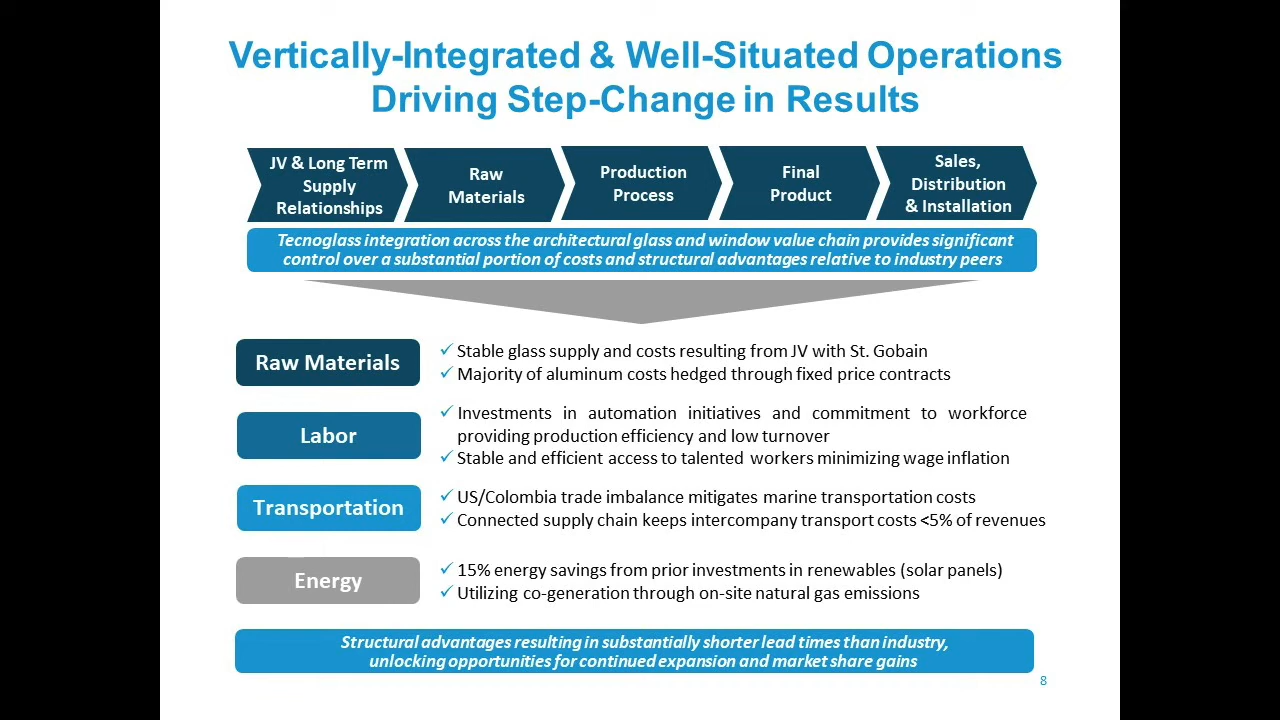 Vertically-Integrated & Well-Situated Operations
Driving Step-Change in Results
JV & Long Term
Supply
Relationships
Raw
Materials
Production
Process
Final
Product
Sales,
Distribution
& Installation
Tecnoglass integration across the architectural glass and window value chain provides significant
control over a substantial portion of costs and structural advantages relative to industry peers
Raw Materials
✓ Stable glass supply and costs resulting from JV with St. Gobain
✓ Majority of aluminum costs hedged through fixed price contracts
Labor
✓ Investments in automation initiatives and commitment to workforce
providing production efficiency and low turnover
✓ Stable and efficient access to talented workers minimizing wage inflation
Transportation
✓ US/Colombia trade imbalance mitigates marine transportation costs
✓ Connected supply chain keeps intercompany transport costs <5% of revenues
Energy
✓ 15% energy savings from prior investments in renewables (solar panels)
✓ Utilizing co-generation through on-site natural gas emissions
Structural advantages resulting in substantially shorter lead times than industry,
unlocking opportunities for continued expansion and market share gains
8